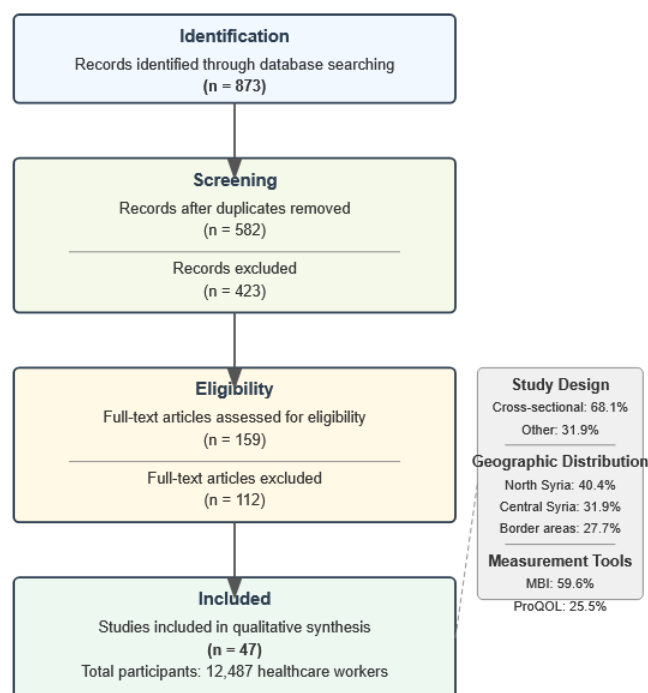 Identification
Records identified through database searching
(n = 873)
Screening
Records after duplicates removed
(n = 582)
Records excluded
(n = 423)
Eligibility
Full-text articles assessed for eligibility
(n = 159)
Full-text articles excluded
(n = 112)
Study Design
Cross-sectional: 68.1%
Other: 31.9%
Geographic Distribution
North Syria: 40.4%
Central Syria: 31.9%
Border areas: 27.7%
Measurement Tools
MBI: 59.6%
ProQOL: 25.5%
Included
Studies included in qualitative synthesis
(n = 47)
Total participants: 12,487 healthcare workers